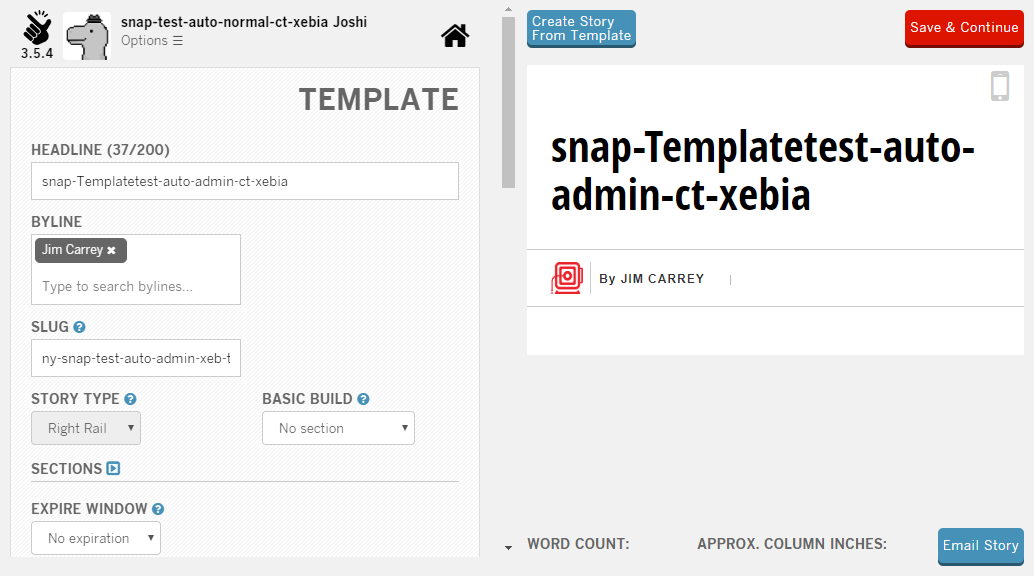 snap-test-auto-normal-ct-xebia Joshi
Options
3.5.4
TEMPLATE
HEADLINE (37/200)
snap-Templatetest-auto-admin-ct-xebia
BYLINE
Jim Carrey ✖
Type to search bylines...
SLUG ?
ny-snap-test-auto-admin-xeb-t
STORY TYPE ? BASIC BUILD ?
Right Rail No section
SECTIONS
EXPIRE WINDOW ?
No expiration
Create Story
From Template
Save & Continue
snap-Templatetest-auto-
admin-ct-xebia
By JIM CARREY |
WORD COUNT: APPROX. COLUMN INCHES:
Email Story